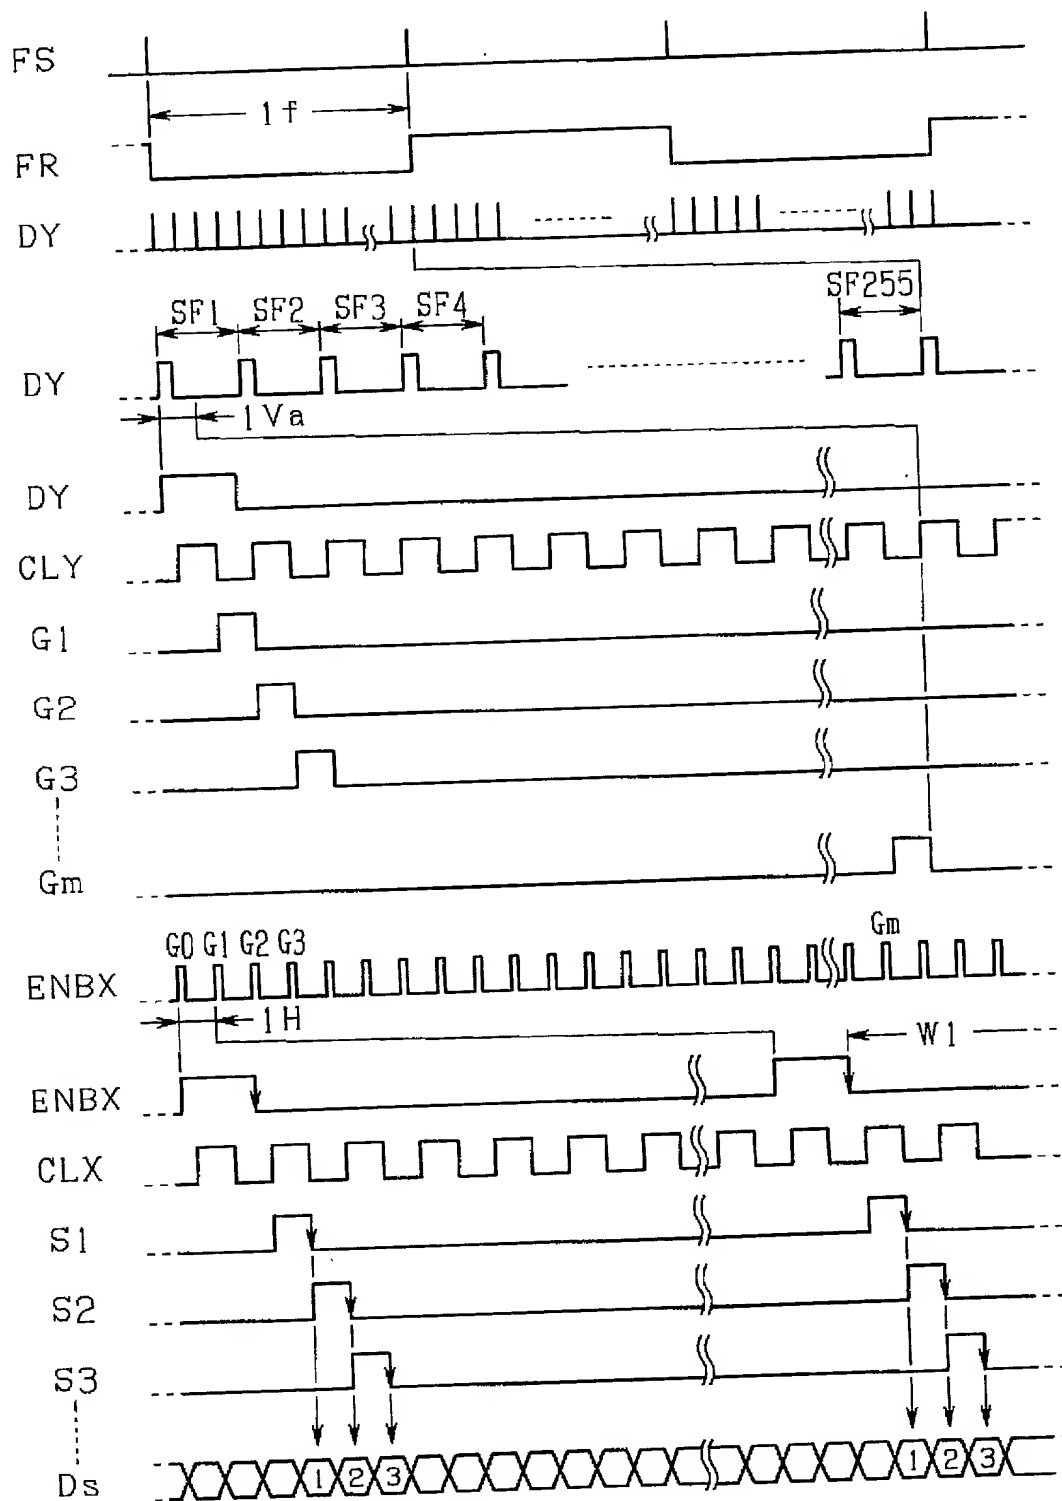 FS
1f
FR
DY
SF1 SF2 SF3 SF4 SF255
DY
1Va
DY
CLY
G1
G2
G3
Gm
G0 G1 G2 G3 Gm
ENBX
1H W1
ENBX
CLX
S1
S2
S3
Ds 1 2 3 1 2 3